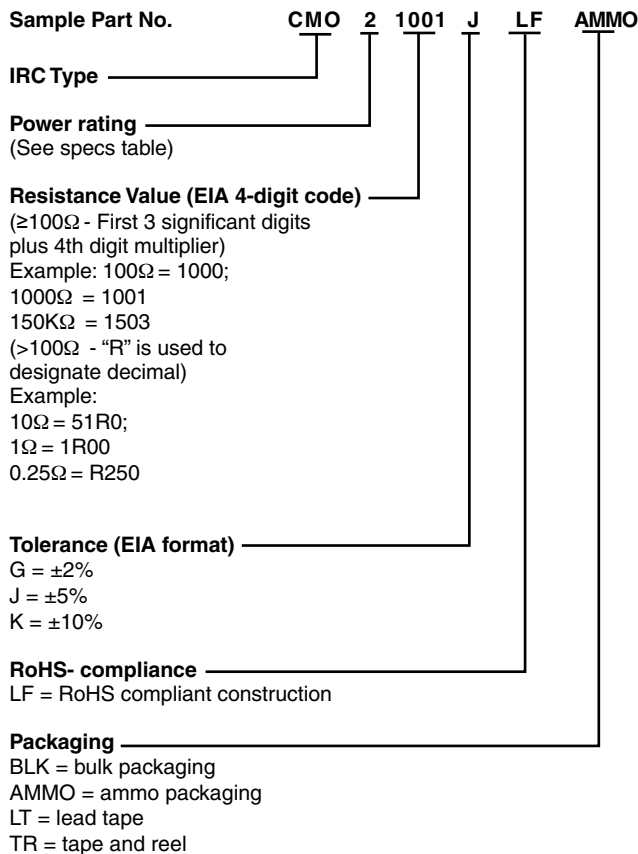 Sample Part No. CMO 2 1001 J LF AMMO
IRC Type
Power rating
(See specs table)
Resistance Value (EIA 4-digit code)
(≥100Ω - First 3 significant digits
plus 4th digit multiplier)
Example: 100Ω = 1000;
1000Ω = 1001
150KΩ = 1503
(>100Ω - “R” is used to
designate decimal)
Example:
10Ω = 51R0;
1Ω = 1R00
0.25Ω = R250
Tolerance (EIA format)
G = ±2%
J = ±5%
K = ±10%
RoHS- compliance
LF = RoHS compliant construction
Packaging
BLK = bulk packaging
AMMO = ammo packaging
LT = lead tape
TR = tape and reel